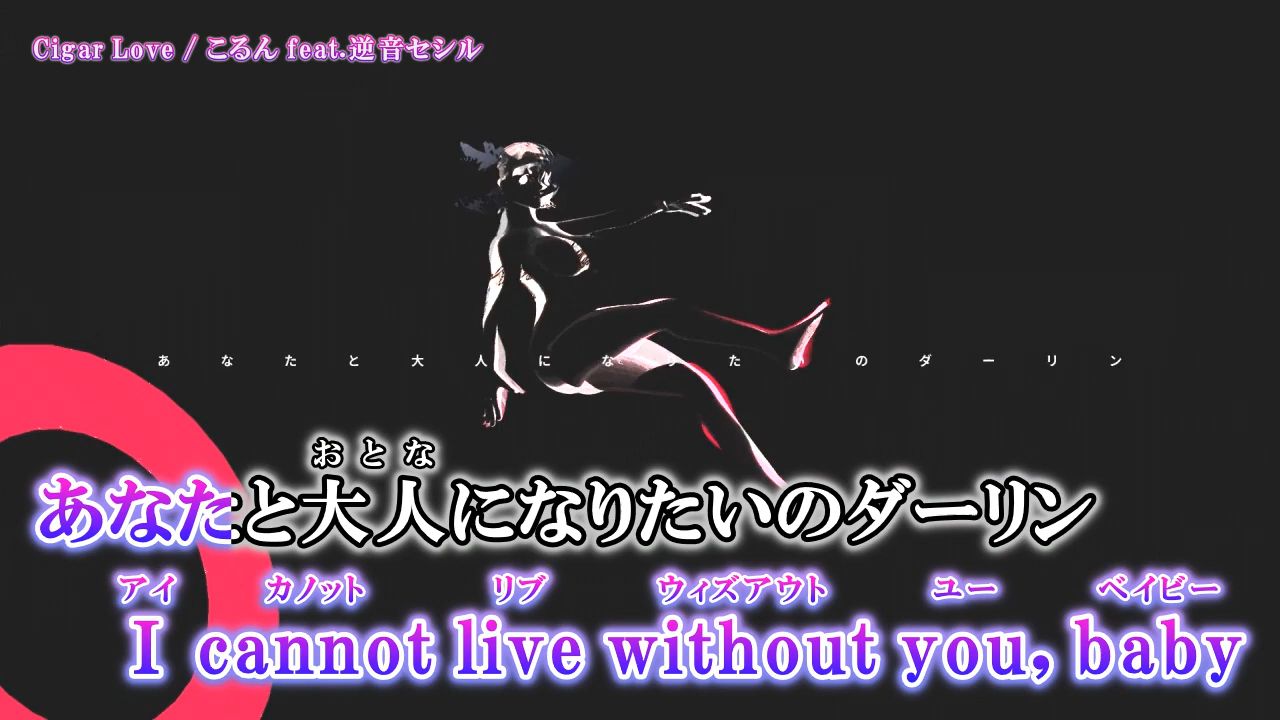 Cigar Love / こるん feat.逆音セシル
あなたと大人になりたいのダーリン
おとな
あなたと大人になりたいのダーリン
アイ カノット リブ ウィズアウト ユー ベイビー
I cannot live without you, baby